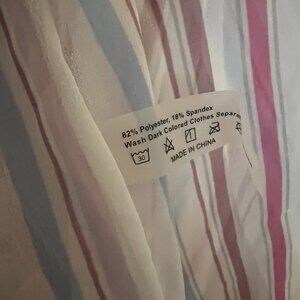 82% Polyester, 18% Spandex
Wash Dark Colored Clothes Separa
30
MADE IN CHINA